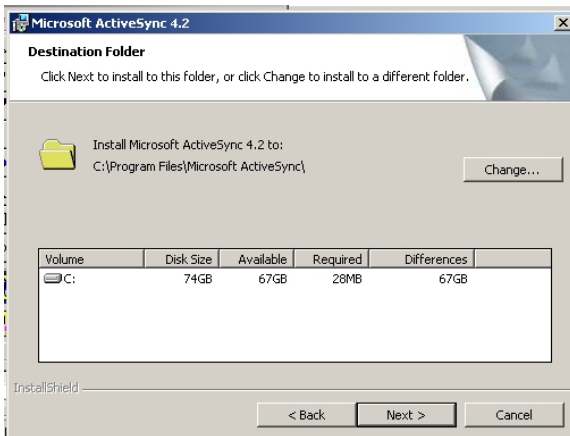 Microsoft ActiveSync 4.2
Destination Folder
Click Next to install to this folder, or click Change to install to a different folder.
Install Microsoft ActiveSync 4.2 to:
C:\Program Files\Microsoft ActiveSync\
Change...
Volume Disk Size Available Required Differences
C: 74GB 67GB 28MB 67GB
InstallShield
< Back Next > Cancel